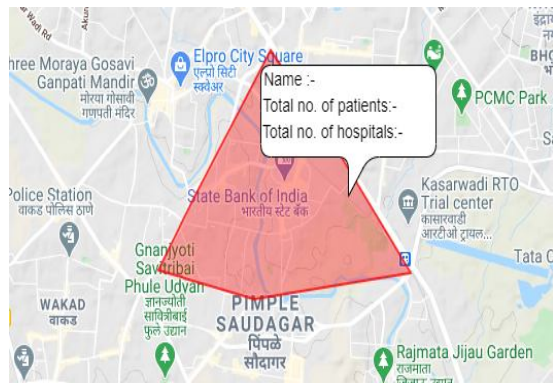 Wadi Rd
Elpro City Square
एल्प्रो सिटी
स्क्वेअर
hree Moraya Gosavi
Ganpati Mandir
मोरया गोसावी
गणपती मंदिर
Name :-
Total no. of patients:-
Total no. of hospitals:-
PCMC Park
State Bank of India
भारतीय स्टेट बँक
Police Station
वाकड पोलिस ठाणे
Kasarwadi RTO
Trial center
कासारवाडी
आरटीओ ट्रायल...
Gnanjyoti
Savitribai
Phule Udyan
ज्ञानज्योती
सावित्रीबाई
फुले उद्यान
Tata C
WAKAD
वाकड
PIMPLE
SAUDAGAR
पिंपळे
सौदागर
Rajmata Jijau Garden
राजमाता